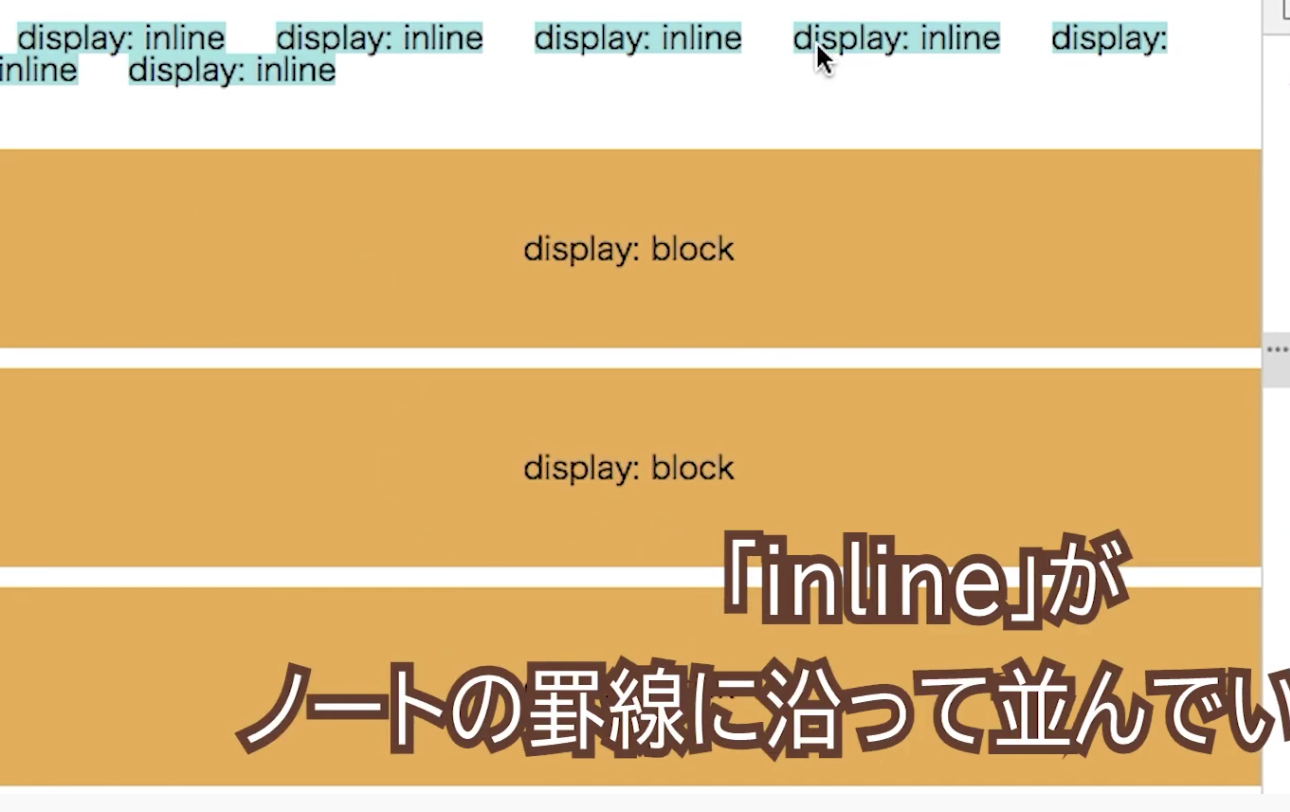 display: inline display: inline display: inline display: inline display:
inline display: inline
display: block
display: block
「inline」が
ノートの罫線に沿って並んでい